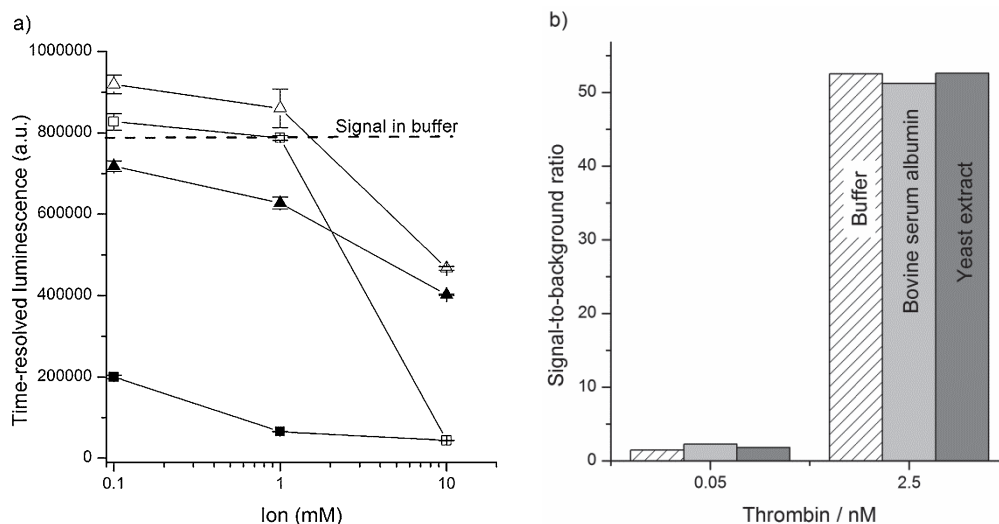 a)
Time-resolved luminescence (a.u.)
1000000
800000
600000
400000
200000
0
Signal in buffer
0.1
1
10
Ion (mM)
b)
Signal-to-background ratio
50
40
30
20
10
0
Buffer
Bovine serum albumin
Yeast extract
0.05
2.5
Thrombin / nM